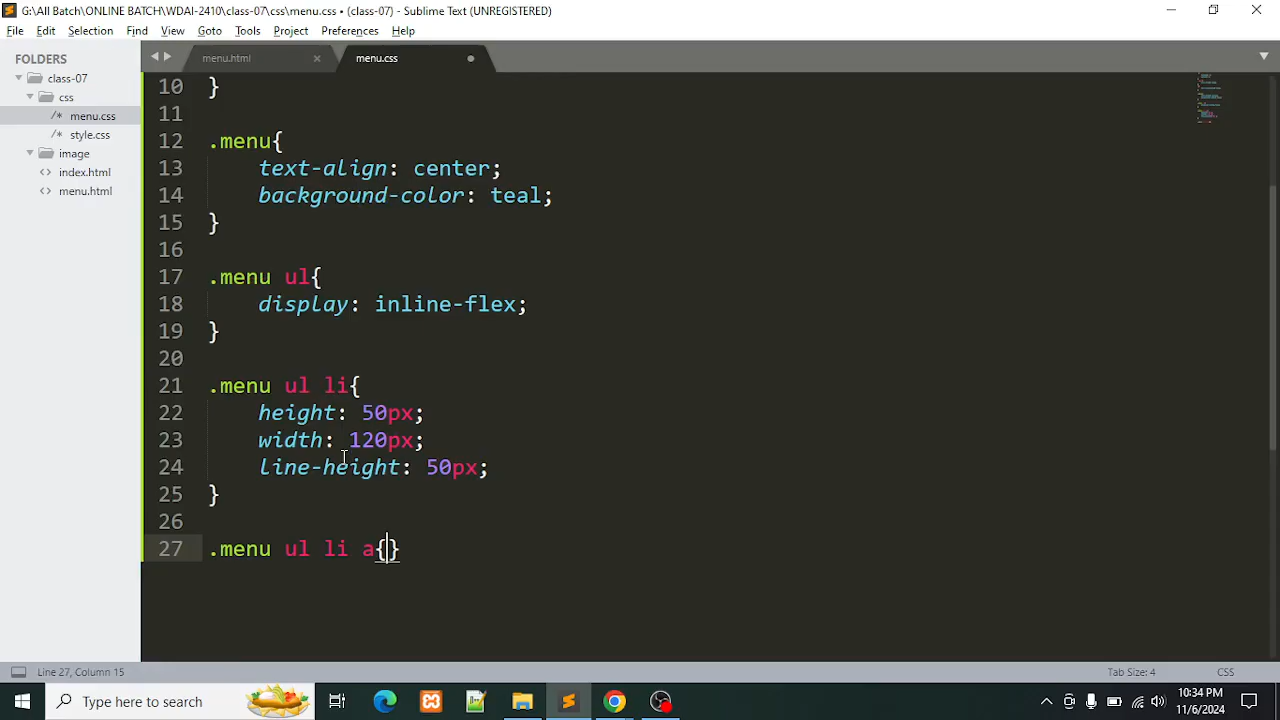 G:\All Batch\ONLINE BATCH\WDAI-2410\class-07\css\menu.css • (class-07) - Sublime Text (UNREGISTERED)
File Edit Selection Find View Goto Tools Project Preferences Help
FOLDERS
class-07
css
/* menu.css
/* style.css
image
<> index.html
<> menu.html
menu.html × menu.css
10 }
11
12 .menu{
13 text-align: center;
14 background-color: teal;
15 }
16
17 .menu ul{
18 display: inline-flex;
19 }
20
21 .menu ul li{
22 height: 50px;
23 width: 120px;
24 line-height: 50px;
25 }
26
27 .menu ul li a{}
Line 27, Column 15 Tab Size: 4 CSS
Type here to search
10:34 PM
11/6/2024